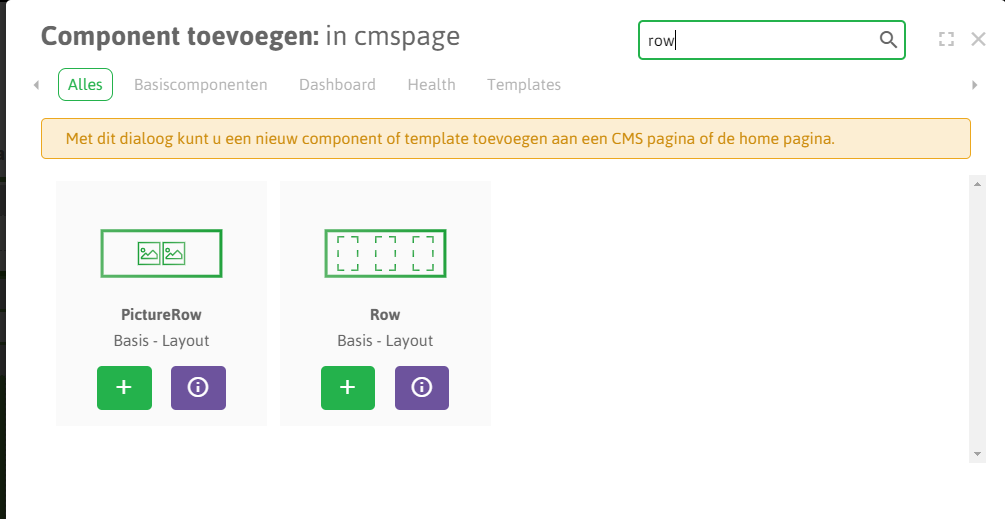 Component toevoegen: in cmspage
row
Alles Basiscomponenten Dashboard Health Templates
Met dit dialoog kunt u een nieuw component of template toevoegen aan een CMS pagina of de home pagina.
PictureRow
Basis - Layout
Row
Basis - Layout